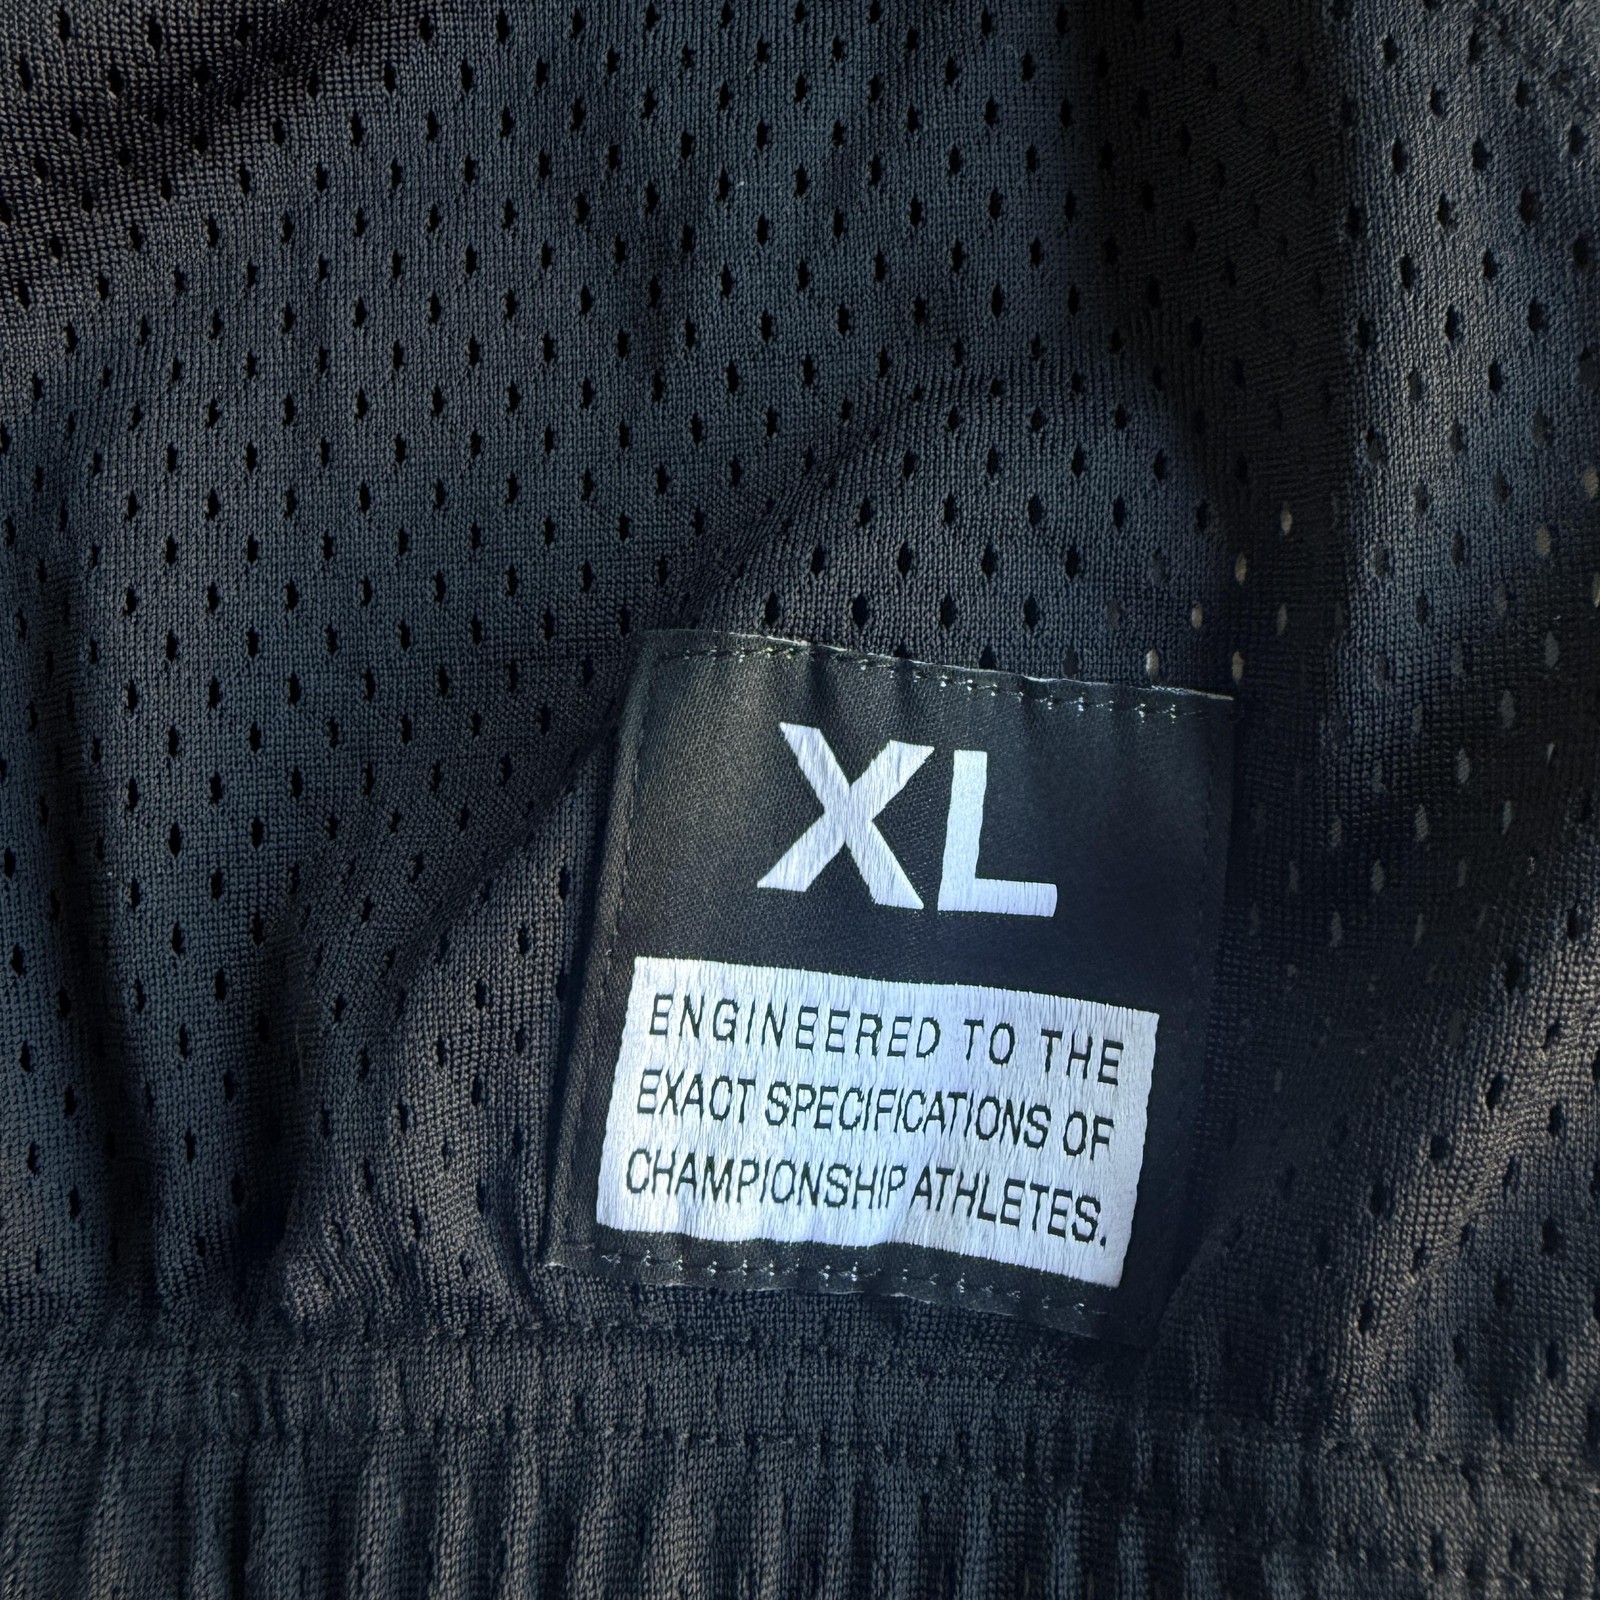 XL
ENGINEERED TO THE
EXACT SPECIFICATIONS OF
CHAMPIONSHIP ATHLETES.